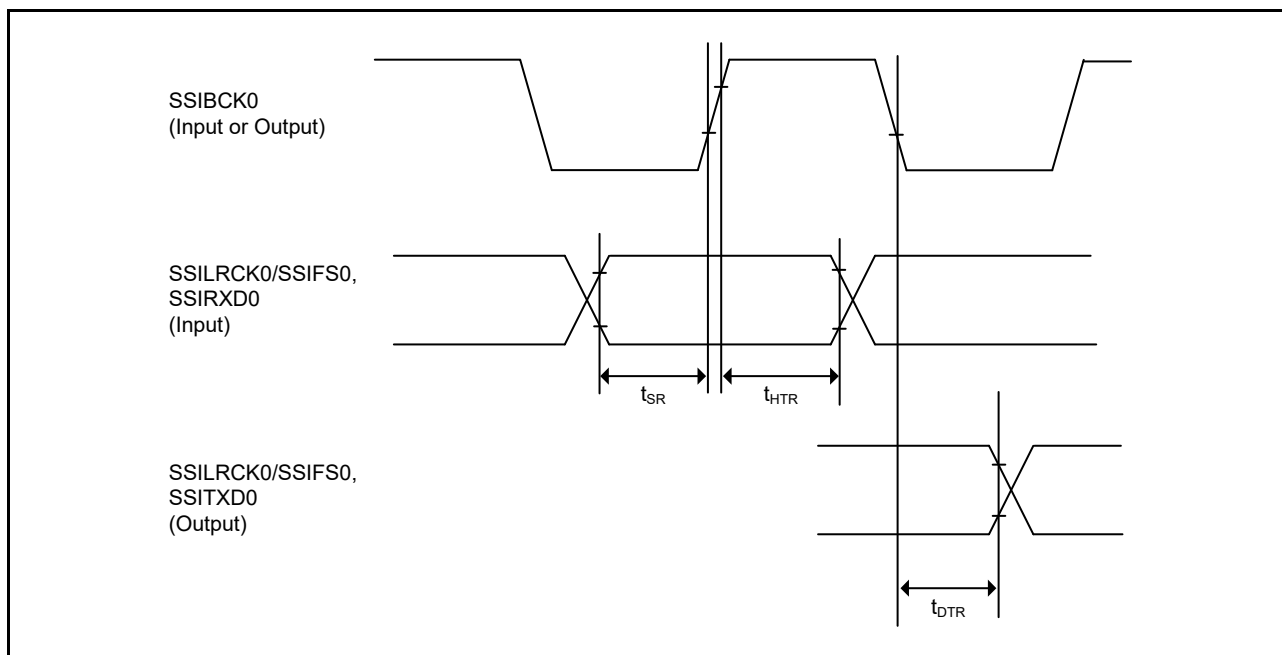 SSIBCK0
(Input or Output)
SSILRCK0/SSIFS0,
SSIRXD0
(Input)
tSR
tHTR
SSILRCK0/SSIFS0,
SSITXD0
(Output)
tDTR